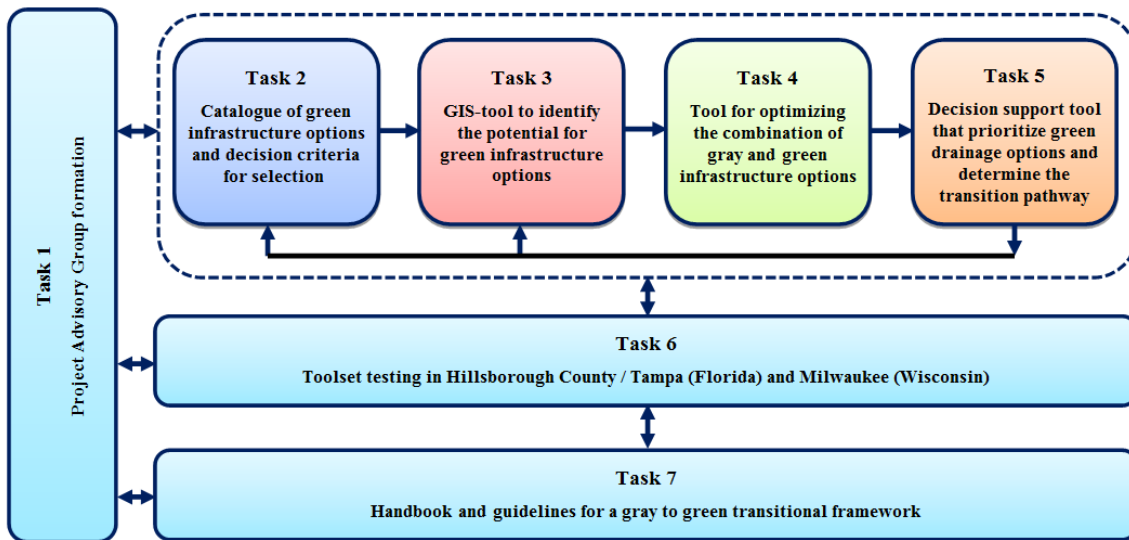 Task 1
Project Advisory Group formation
Task 2
Catalogue of green
infrastructure options
and decision criteria
for selection
Task 3
GIS-tool to identify
the potential for
green infrastructure
options
Task 4
Tool for optimizing
the combination of
gray and green
infrastructure options
Task 5
Decision support tool
that prioritize green
drainage options and
determine the
transition pathway
Task 6
Toolset testing in Hillsborough County / Tampa (Florida) and Milwaukee (Wisconsin)
Task 7
Handbook and guidelines for a gray to green transitional framework